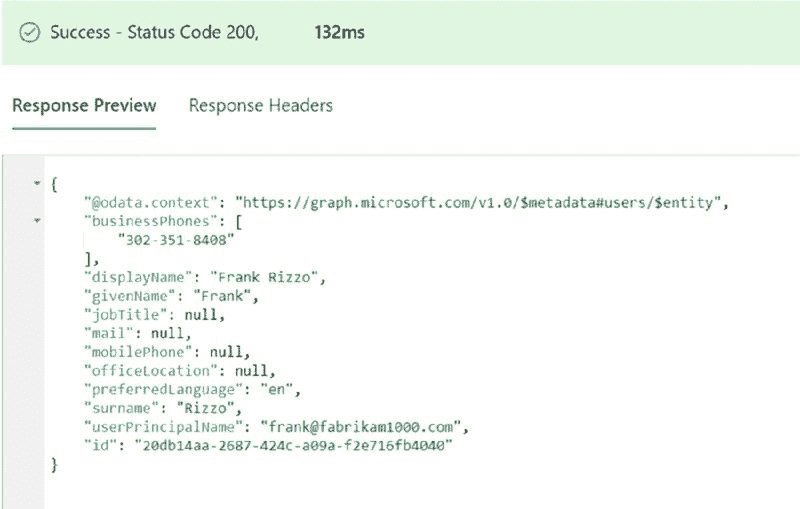 Success - Status Code 200, 132ms
Response Preview Response Headers
{
"@odata.context": "https://graph.microsoft.com/v1.0/$metadata#users/$entity",
"businessPhones": [
"302-351-8408"
],
"displayName": "Frank Rizzo",
"givenName": "Frank",
"jobTitle": null,
"mail": null,
"mobilePhone": null,
"officeLocation": null,
"preferredLanguage": "en",
"surname": "Rizzo",
"userPrincipalName": "frank@fabrikam1000.com",
"id": "20db14aa-2687-424c-a09a-f2e716fb4040"
}